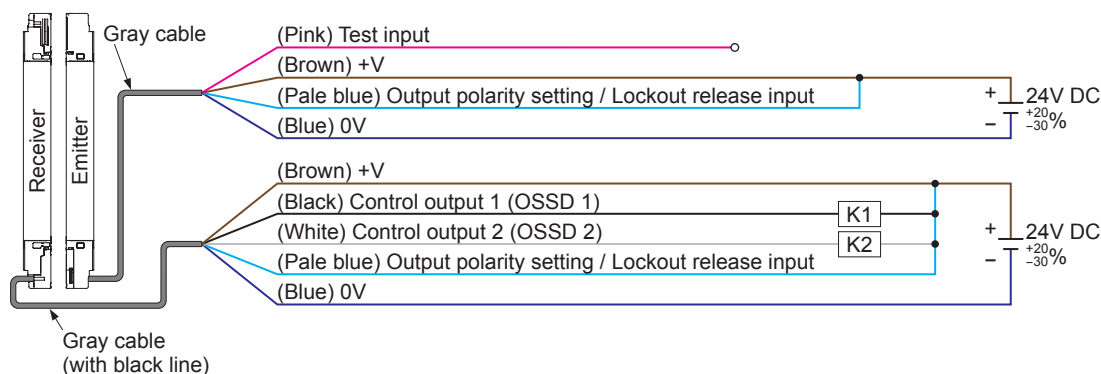 Gray cable
Receiver
Emitter
(Pink) Test input
(Brown) +V
(Pale blue) Output polarity setting / Lockout release input
(Blue) 0V
+
−
24V DC
+20
−30%
(Brown) +V
(Black) Control output 1 (OSSD 1)
K1
(White) Control output 2 (OSSD 2)
K2
(Pale blue) Output polarity setting / Lockout release input
(Blue) 0V
+
−
24V DC
+20
−30%
Gray cable
(with black line)